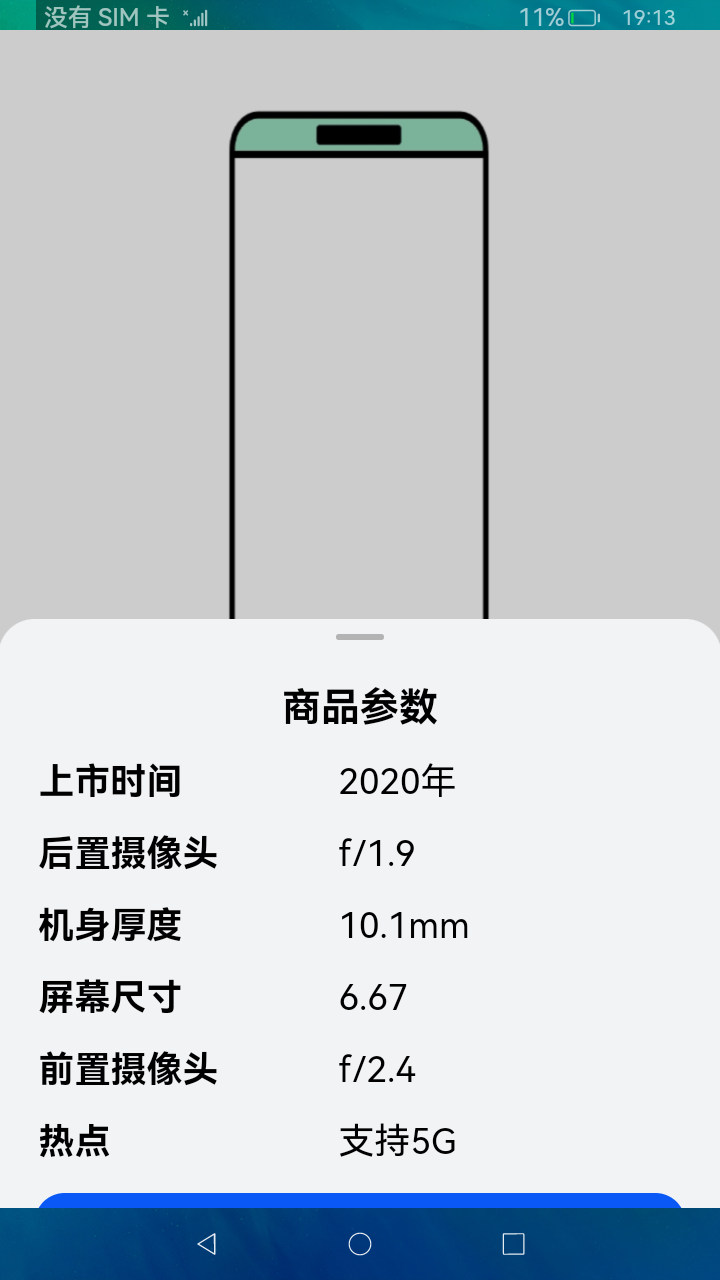 没有 SIM 卡 11% 19:13
商品参数
上市时间 2020年
后置摄像头 f/1.9
机身厚度 10.1mm
屏幕尺寸 6.67
前置摄像头 f/2.4
热点 支持5G